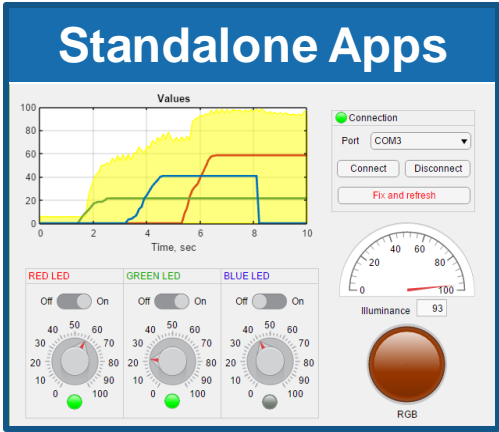 Standalone Apps
Values
100
80
60
40
20
0
0 2 4 6 8 10
Time, sec
Connection
Port COM3
Connect Disconnect
Fix and refresh
0 20 40 60 80 100
Illuminance 93
RGB
RED LED GREEN LED BLUE LED
Off On Off On Off On
0 10 20 30 40 50 60 70 80 90 100
0 10 20 30 40 50 60 70 80 90 100
0 10 20 30 40 50 60 70 80 90 100